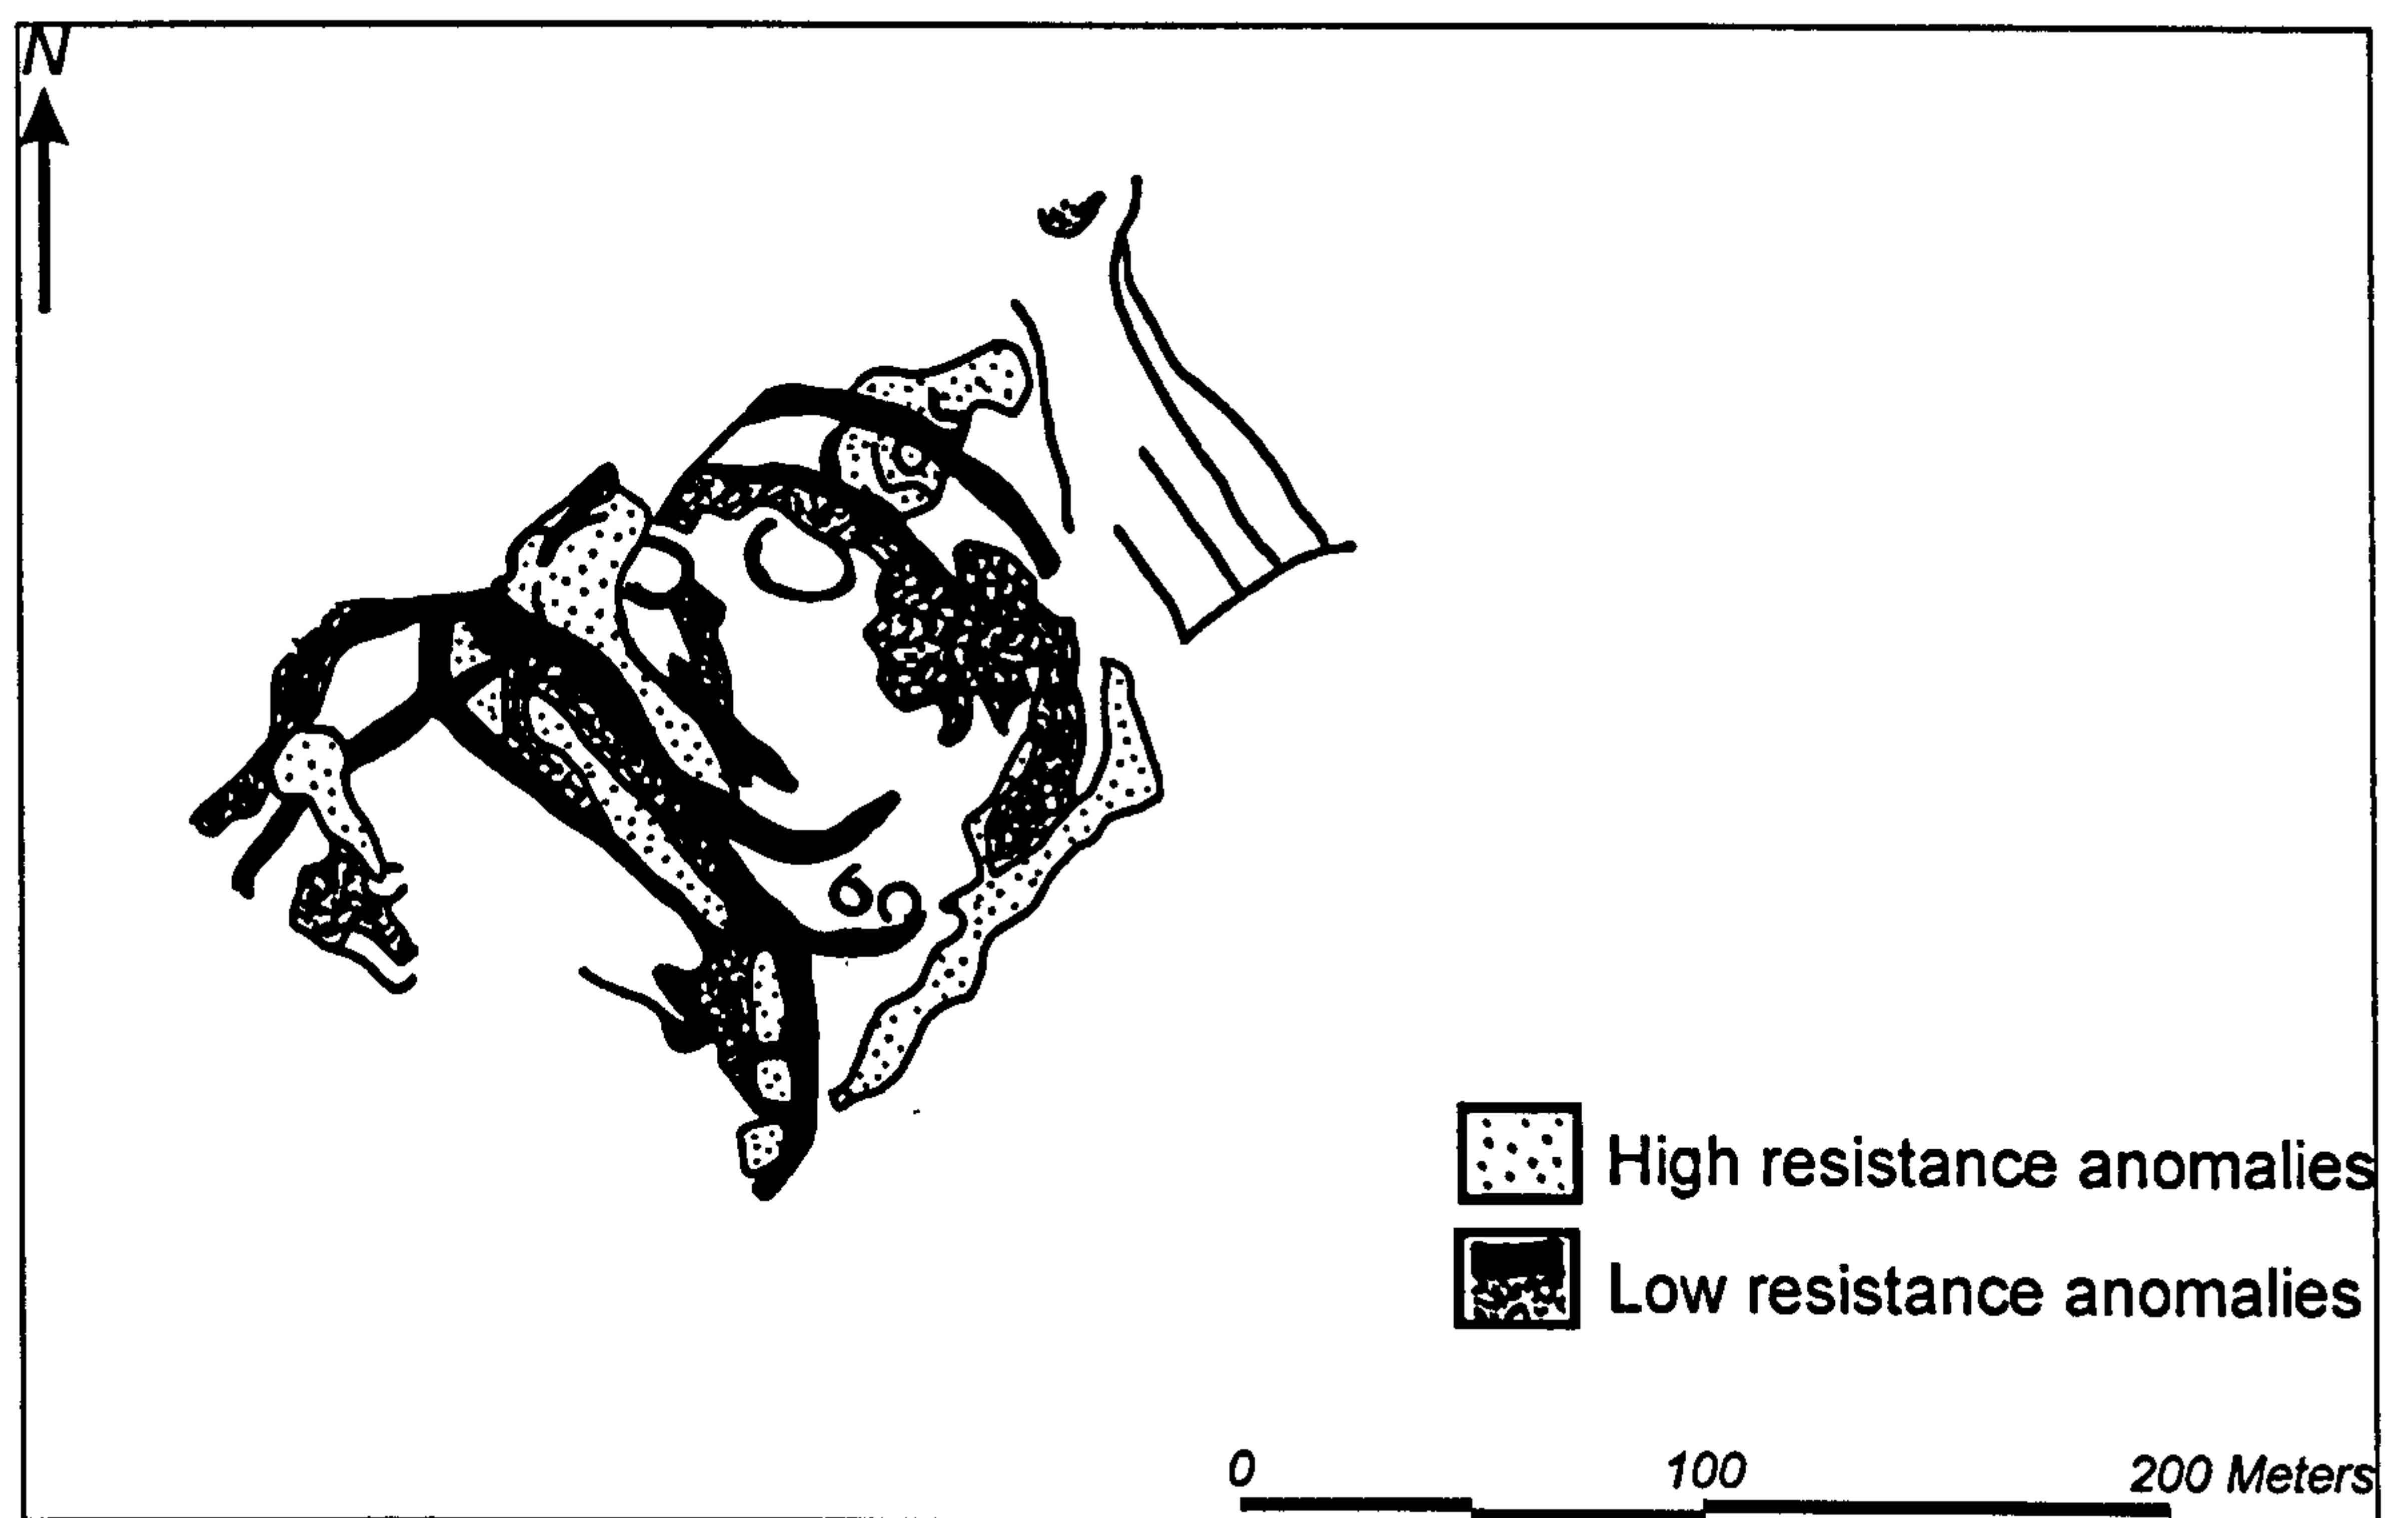 N
High resistance anomalies
Low resistance anomalies
0 100 200 Meters